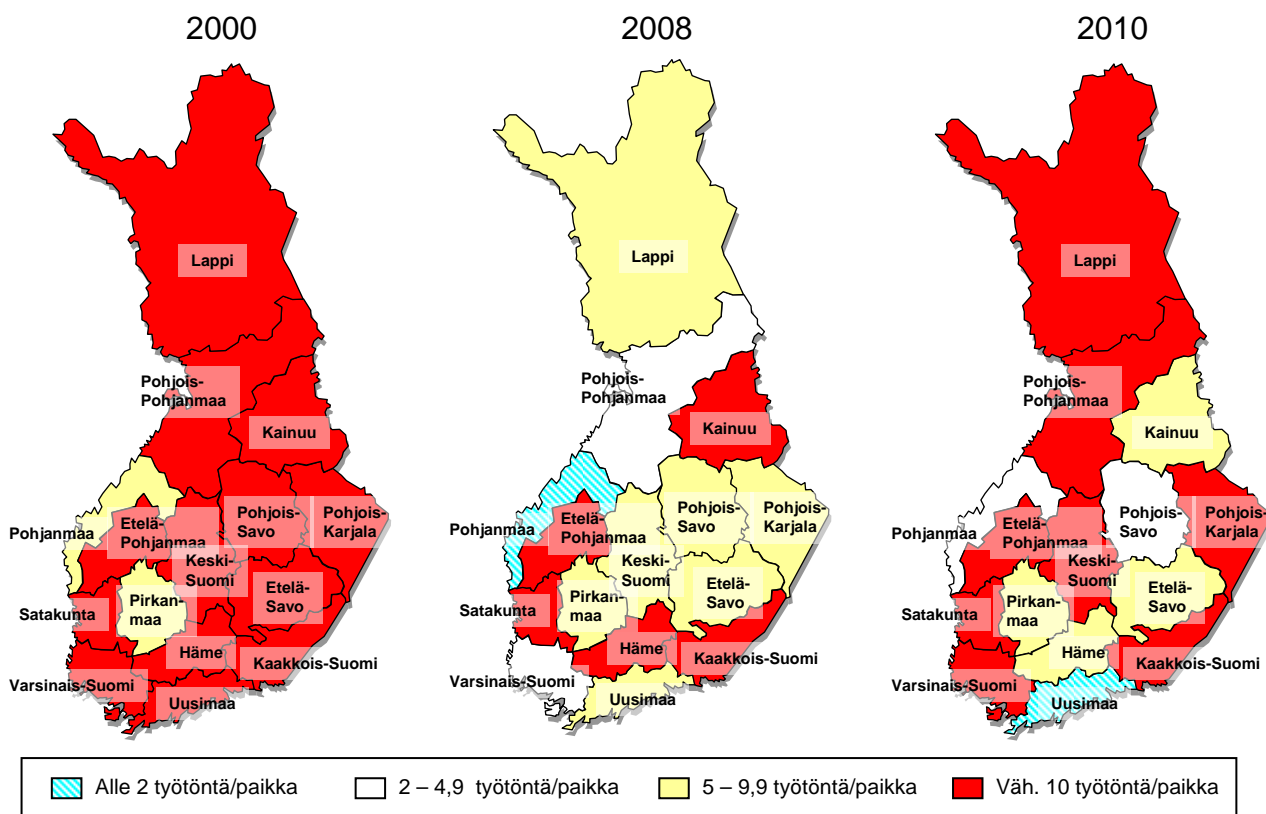 2000
Lappi
Pohjois-
Pohjanmaa
Kainuu
Pohjanmaa
Etelä-
Pohjanmaa
Pohjois-
Savo
Pohjois-
Karjala
Keski-
Suomi
Etelä-
Savo
Satakunta
Pirkan-
maa
Häme
Kaakkois-Suomi
Varsinais-Suomi
Uusimaa
2008
Lappi
Pohjois-
Pohjanmaa
Kainuu
Pohjanmaa
Etelä-
Pohjanmaa
Pohjois-
Savo
Pohjois-
Karjala
Keski-
Suomi
Etelä-
Savo
Satakunta
Pirkan-
maa
Häme
Kaakkois-Suomi
Varsinais-Suomi
Uusimaa
2010
Lappi
Pohjois-
Pohjanmaa
Kainuu
Pohjanmaa
Etelä-
Pohjanmaa
Pohjois-
Savo
Pohjois-
Karjala
Keski-
Suomi
Etelä-
Savo
Satakunta
Pirkan-
maa
Häme
Kaakkois-Suomi
Varsinais-Suomi
Uusimaa
Alle 2 työtöntä/paikka
2 – 4,9 työtöntä/paikka
5 – 9,9 työtöntä/paikka
Väh. 10 työtöntä/paikka